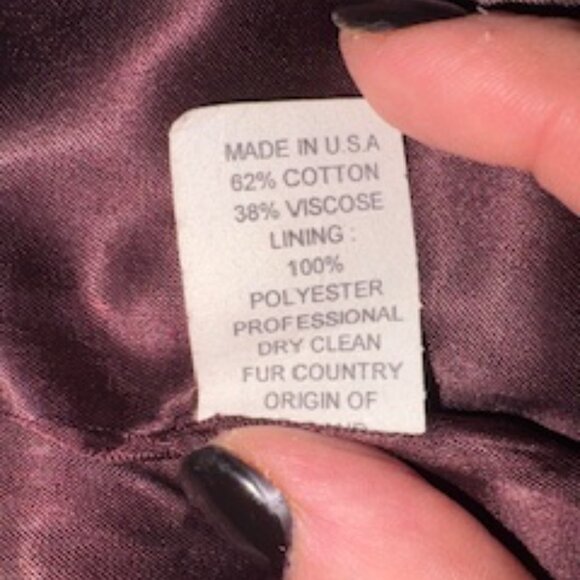 MADE IN U.S.A
62% COTTON
38% VISCOSE
LINING :
100%
POLYESTER
PROFESSIONAL
DRY CLEAN
FUR COUNTRY
ORIGIN OF